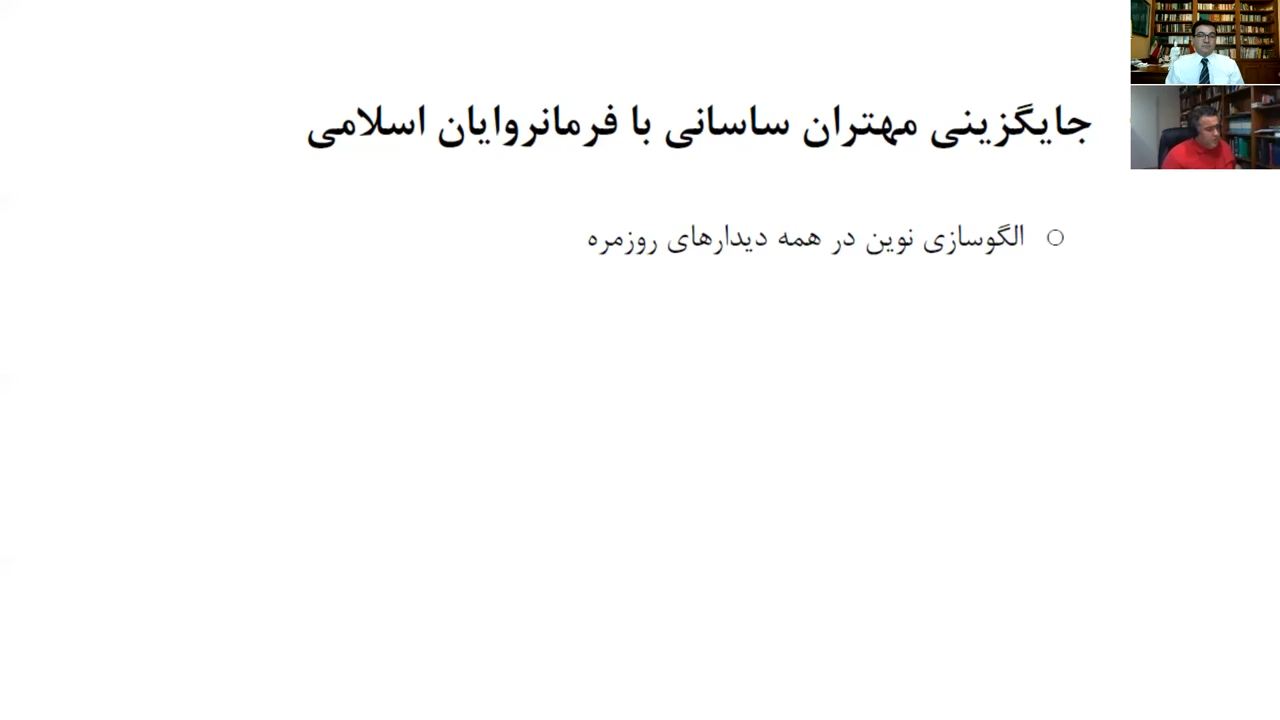 جایگزینی مهتران ساسانی با فرمانروایان اسلامی
الگوسازی نوین در همه دیدارهای روزمره